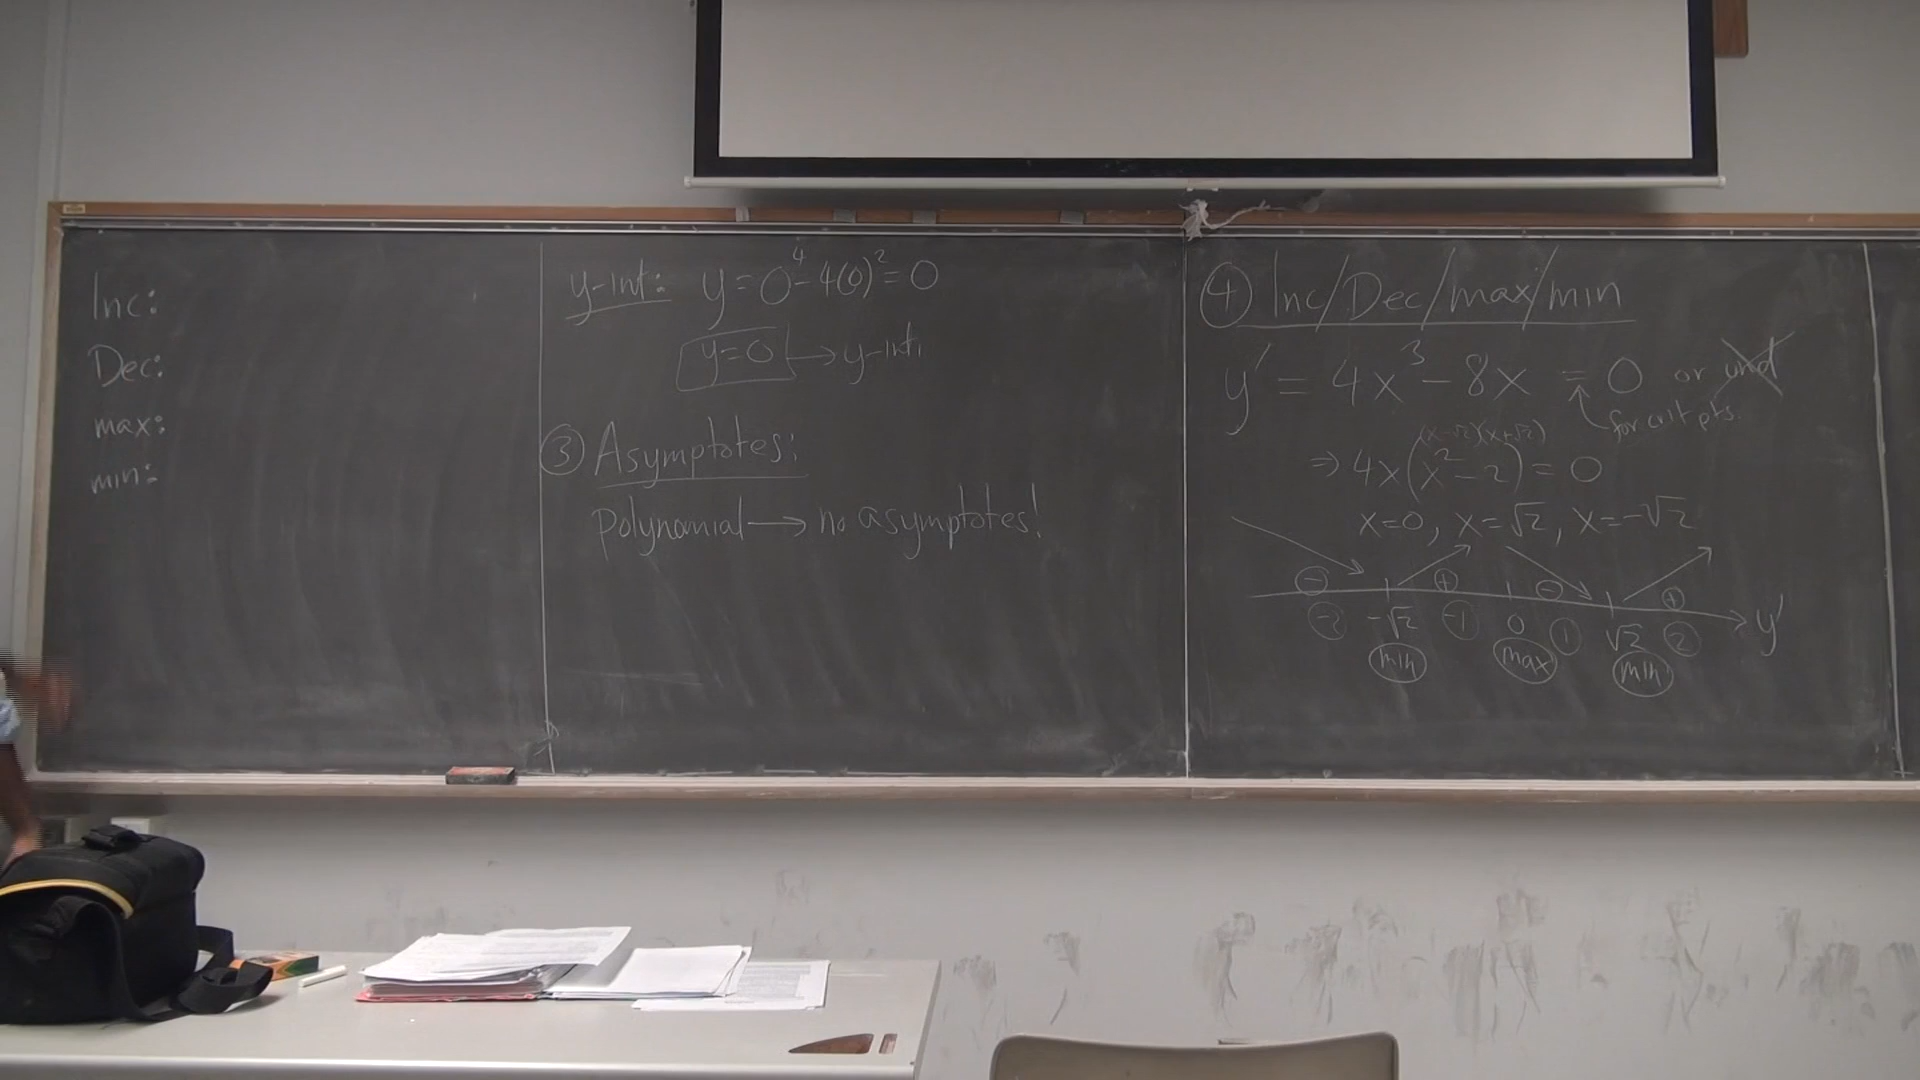 Inc:
Dec:
max:
min:
y-int: y=0⁴-4(0)²=0
y=0 → y-int.
③ Asymptotes:
polynomial → no asymptotes!
④ Inc/Dec/max/min
y' = 4x³-8x = 0 or und
for crit pts.
(x-√2)(x+√2)
⇒ 4x(x²-2) = 0
x=0, x=√2, x=-√2
- + - +
-2 -√2 -1 0 1 √2 2 y'
min max min